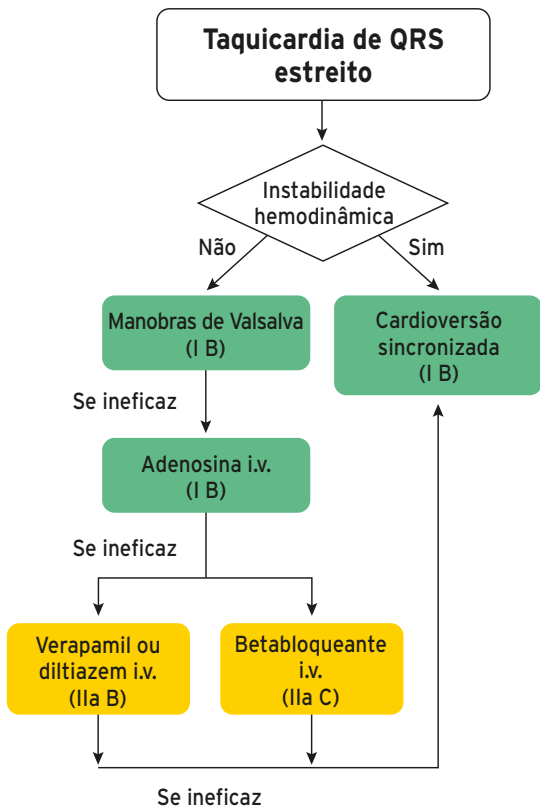 Taquicardia de QRS
estreito
Instabilidade
hemodinâmica
Não
Sim
Manobras de Valsalva
(I B)
Cardioversão
sincronizada
(I B)
Se ineficaz
Adenosina i.v.
(I B)
Se ineficaz
Verapamil ou
diltiazem i.v.
(IIa B)
Betabloqueante
i.v.
(IIa C)
Se ineficaz